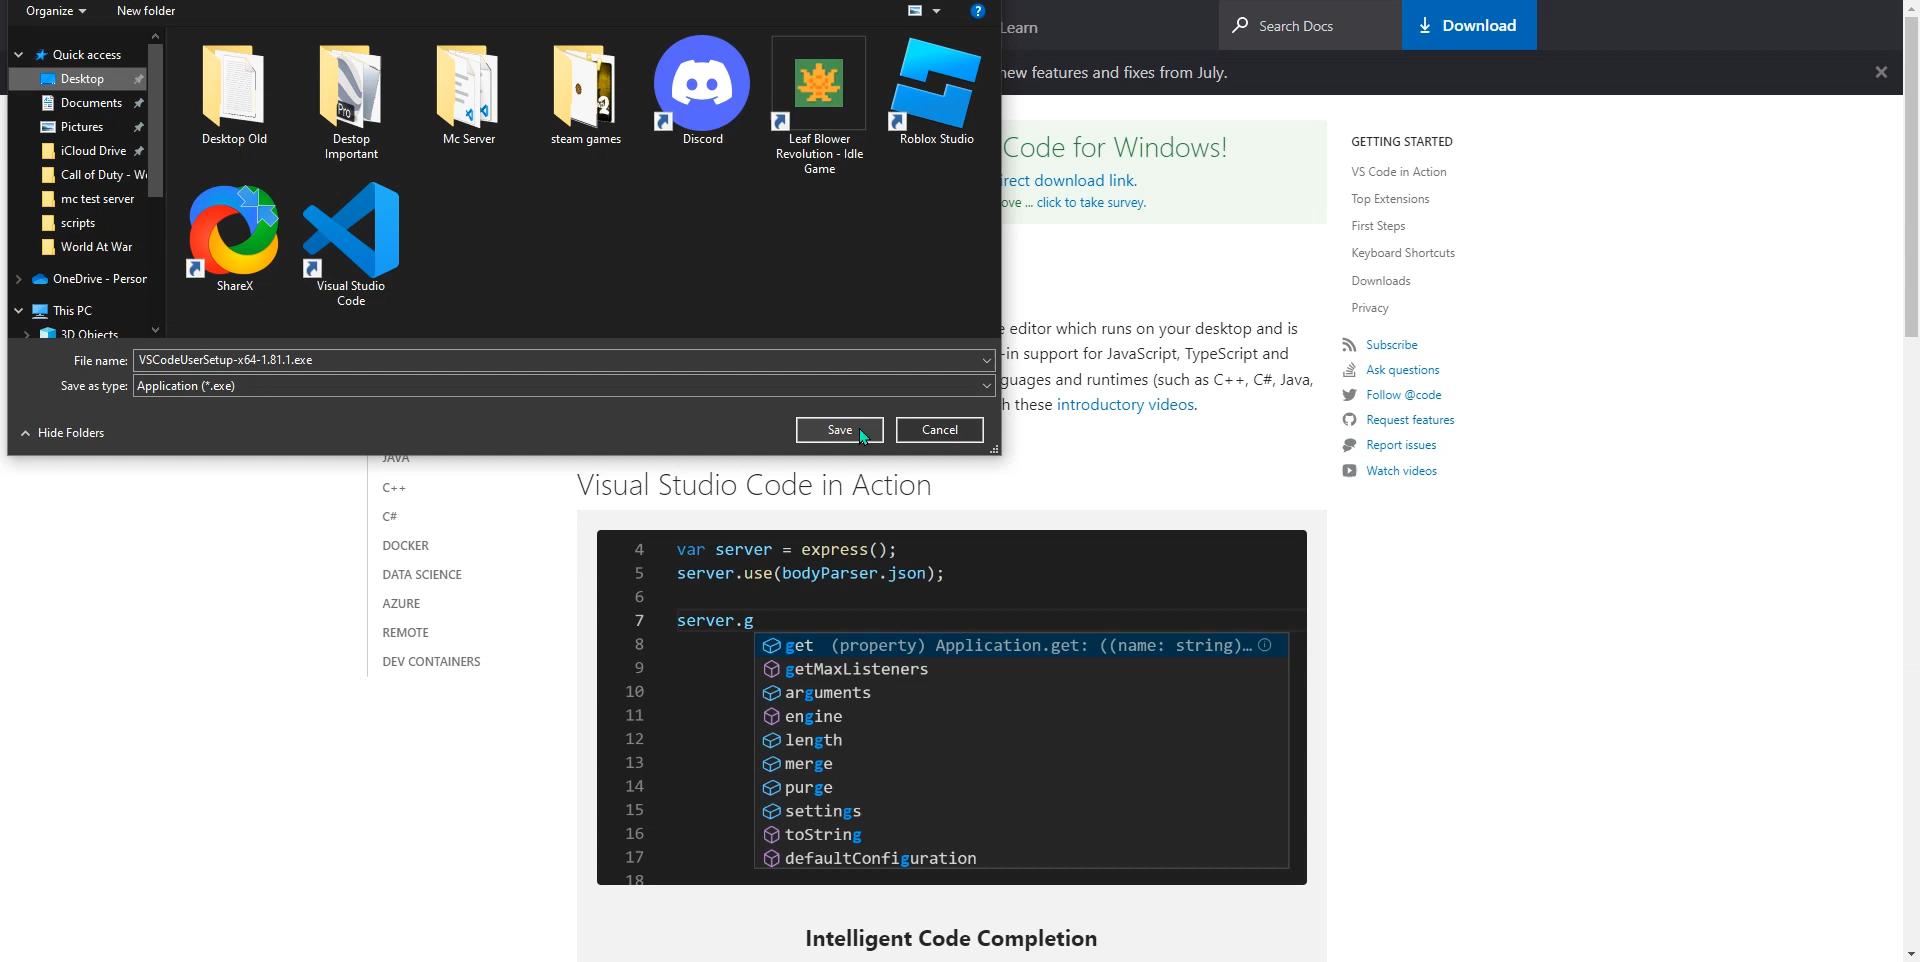 Organize
New folder
Quick access
Desktop
Documents
Pictures
iCloud Drive
Call of Duty - W
mc test server
scripts
World At War
OneDrive - Person
This PC
3D Objects
Desktop Old
Destop
Important
Pro
Mc Server
steam games
Discord
Leaf Blower
Revolution - Idle
Game
Roblox Studio
ShareX
Visual Studio
Code
File name: VSCodeUserSetup-x64-1.81.1.exe
Save as type: Application (*.exe)
Hide Folders
Save
Cancel
Learn
Search Docs
Download
new features and fixes from July.
Code for Windows!
irect download link.
ove ... click to take survey.
editor which runs on your desktop and is
-in support for JavaScript, TypeScript and
guages and runtimes (such as C++, C#, Java,
h these introductory videos.
GETTING STARTED
VS Code in Action
Top Extensions
First Steps
Keyboard Shortcuts
Downloads
Privacy
Subscribe
Ask questions
Follow @code
Request features
Report issues
Watch videos
JAVA
C++
C#
DOCKER
DATA SCIENCE
AZURE
REMOTE
DEV CONTAINERS
Visual Studio Code in Action
4 var server = express();
5 server.use(bodyParser.json);
6
7 server.g
8 get (property) Application.get: ((name: string)...
9 getMaxListeners
10 arguments
11 engine
12 length
13 merge
14 purge
15 settings
16 toString
17 defaultConfiguration
18
Intelligent Code Completion